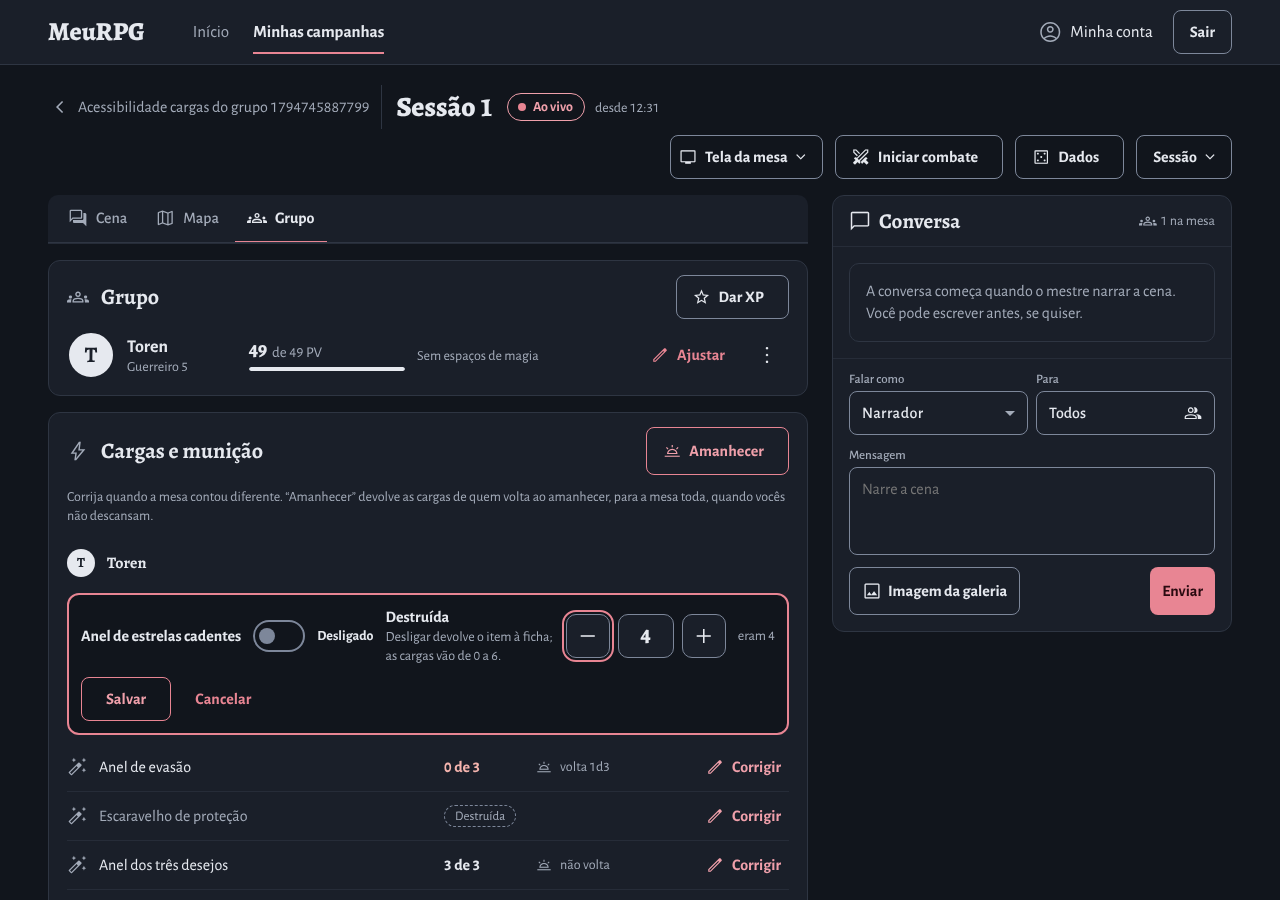 MeuRPG
Início
Minhas campanhas
Minha conta
Sair
Acessibilidade cargas do grupo 1794745887799
Sessão 1
Ao vivo
desde 12:31
Tela da mesa
Iniciar combate
Dados
Sessão
Cena
Mapa
Grupo
Grupo
Dar XP
T
Toren
Guerreiro 5
49 de 49 PV
Sem espaços de magia
Ajustar
Cargas e munição
Amanhecer
Corrija quando a mesa contou diferente. “Amanhecer” devolve as cargas de quem volta ao amanhecer, para a mesa toda, quando vocês
não descansam.
T
Toren
Anel de estrelas cadentes
Desligado
Destruída
Desligar devolve o item à ficha;
as cargas vão de 0 a 6.
4
eram 4
Salvar
Cancelar
Anel de evasão
0 de 3
volta 1d3
Corrigir
Escaravelho de proteção
Destruída
Corrigir
Anel dos três desejos
3 de 3
não volta
Corrigir
Conversa
1 na mesa
A conversa começa quando o mestre narrar a cena.
Você pode escrever antes, se quiser.
Falar como
Para
Narrador
Todos
Mensagem
Narre a cena
Imagem da galeria
Enviar